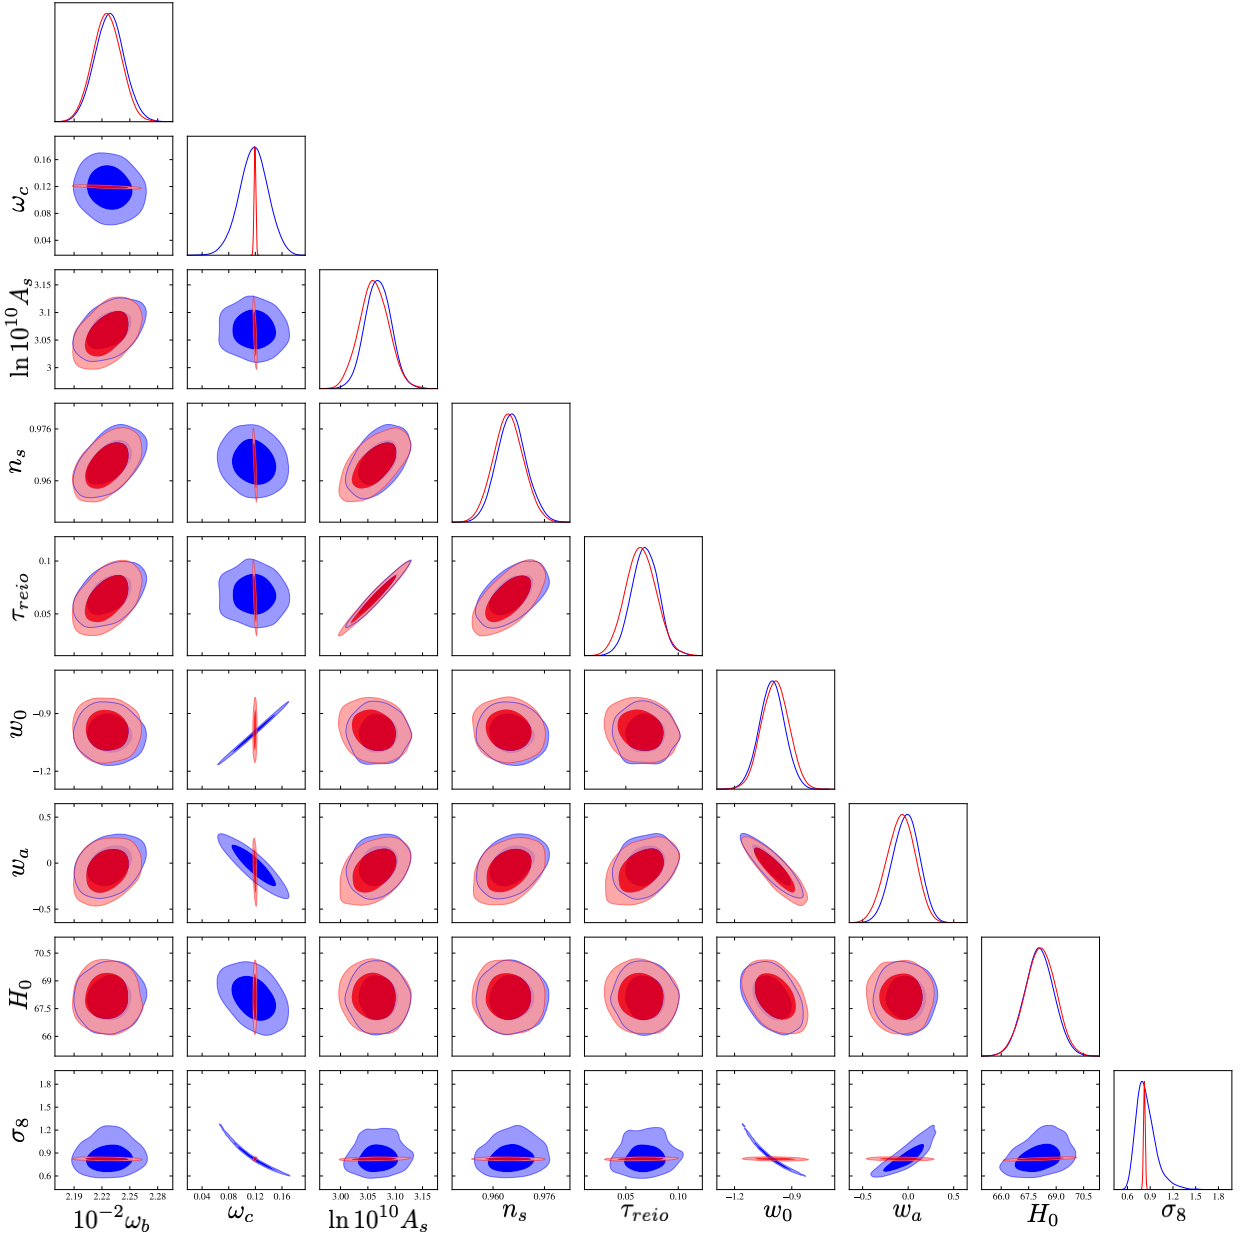 ω_c
0.16
0.12
0.08
0.04
ln 10^{10} A_s
3.15
3.1
3.05
3
n_s
0.976
0.96
τ_{reio}
0.1
0.05
w_0
−0.9
−1.2
w_a
0.5
0
−0.5
H_0
70.5
69
67.5
66
σ_8
1.8
1.5
1.2
0.9
0.6
2.19 2.22 2.25 2.28 0.04 0.08 0.12 0.16 3.00 3.05 3.10 3.15 0.960 0.976 0.05 0.10 −1.2 −0.9 −0.5 0.0 0.5 66.0 67.5 69.0 70.5 0.6 0.9 1.2 1.5 1.8
10^{-2} ω_b ω_c ln 10^{10} A_s n_s τ_{reio} w_0 w_a H_0 σ_8